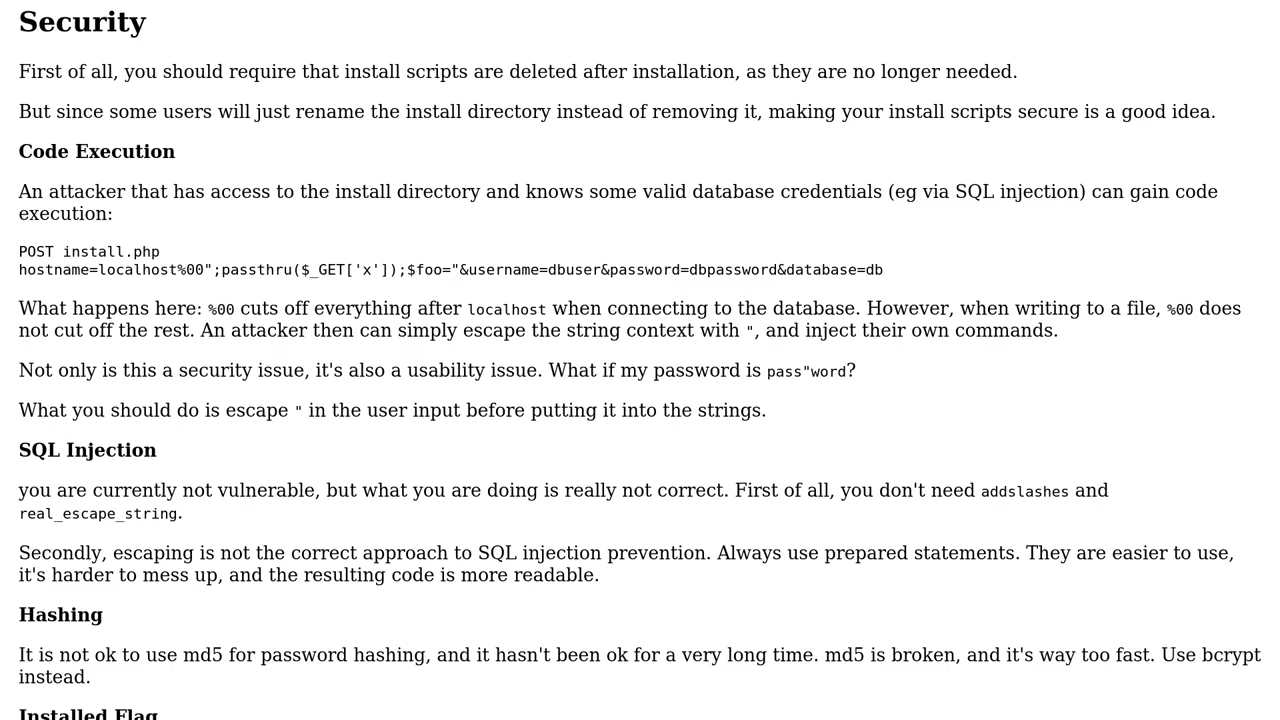 Security
First of all, you should require that install scripts are deleted after installation, as they are no longer needed.
But since some users will just rename the install directory instead of removing it, making your install scripts secure is a good idea.
Code Execution
An attacker that has access to the install directory and knows some valid database credentials (eg via SQL injection) can gain code
execution:
POST install.php
hostname=localhost%00";passthru($_GET['x']);$foo="&username=dbuser&password=dbpassword&database=db
What happens here: %00 cuts off everything after localhost when connecting to the database. However, when writing to a file, %00 does
not cut off the rest. An attacker then can simply escape the string context with ", and inject their own commands.
Not only is this a security issue, it's also a usability issue. What if my password is pass"word?
What you should do is escape " in the user input before putting it into the strings.
SQL Injection
you are currently not vulnerable, but what you are doing is really not correct. First of all, you don't need addslashes and
real_escape_string.
Secondly, escaping is not the correct approach to SQL injection prevention. Always use prepared statements. They are easier to use,
it's harder to mess up, and the resulting code is more readable.
Hashing
It is not ok to use md5 for password hashing, and it hasn't been ok for a very long time. md5 is broken, and it's way too fast. Use bcrypt
instead.
Installed Flag